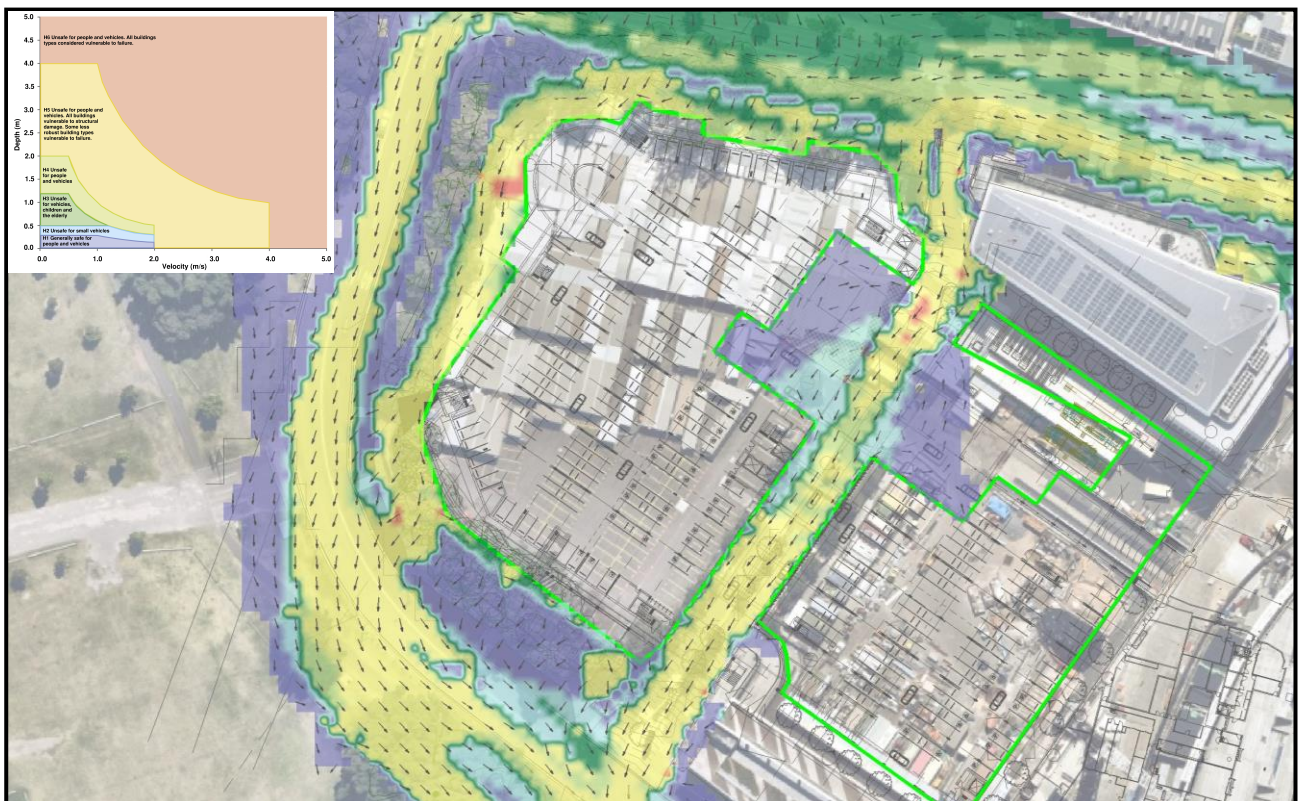 5.0
H6 Unsafe for people and vehicles. All buildings
types considered vulnerable to failure.
4.5
4.0
3.5
3.0
H5 Unsafe for people and
vehicles. All buildings
vulnerable to structural
damage. Some less
robust building types
vulnerable to failure.
2.5
Depth (m)
2.0
H4 Unsafe
for people
and vehicles
1.5
H3 Unsafe
for vehicles,
children and
the elderly
1.0
0.5
H2 Unsafe for small vehicles
H1 Generally safe for
people and vehicles
0.0
0.0 1.0 2.0 3.0 4.0 5.0
Velocity (m/s)